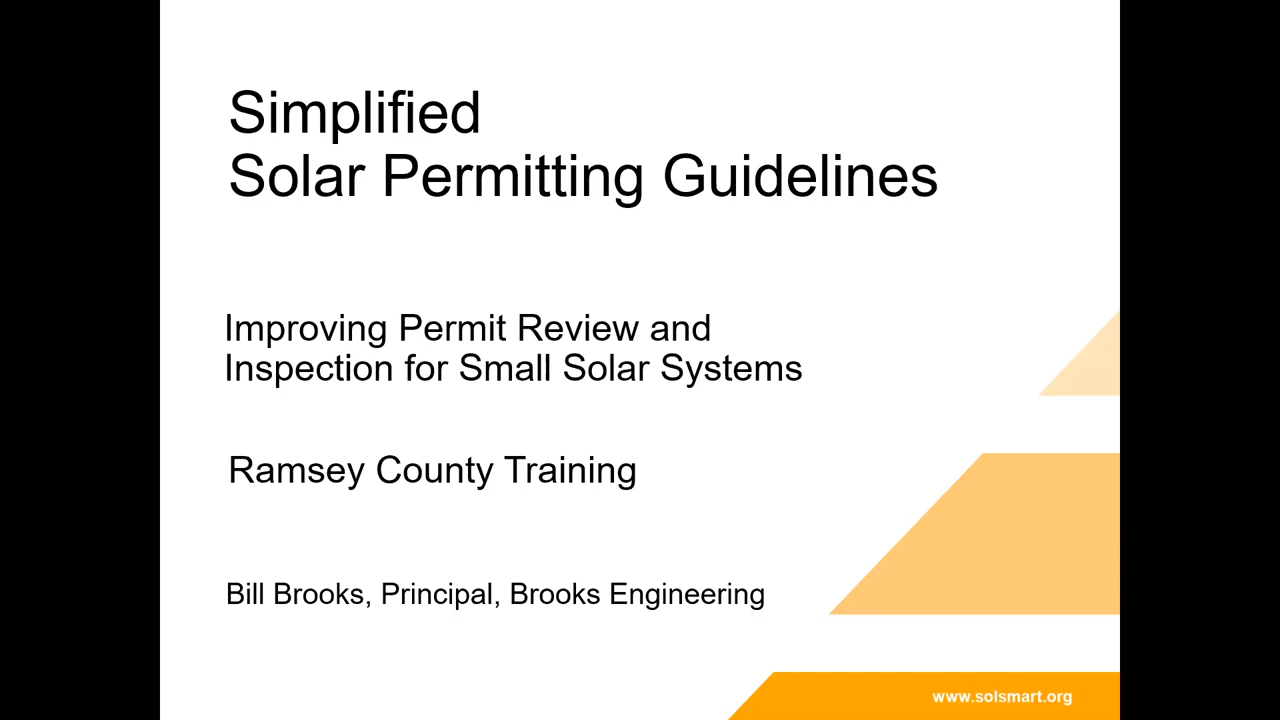 Simplified
Solar Permitting Guidelines
Improving Permit Review and
Inspection for Small Solar Systems
Ramsey County Training
Bill Brooks, Principal, Brooks Engineering
www.solsmart.org